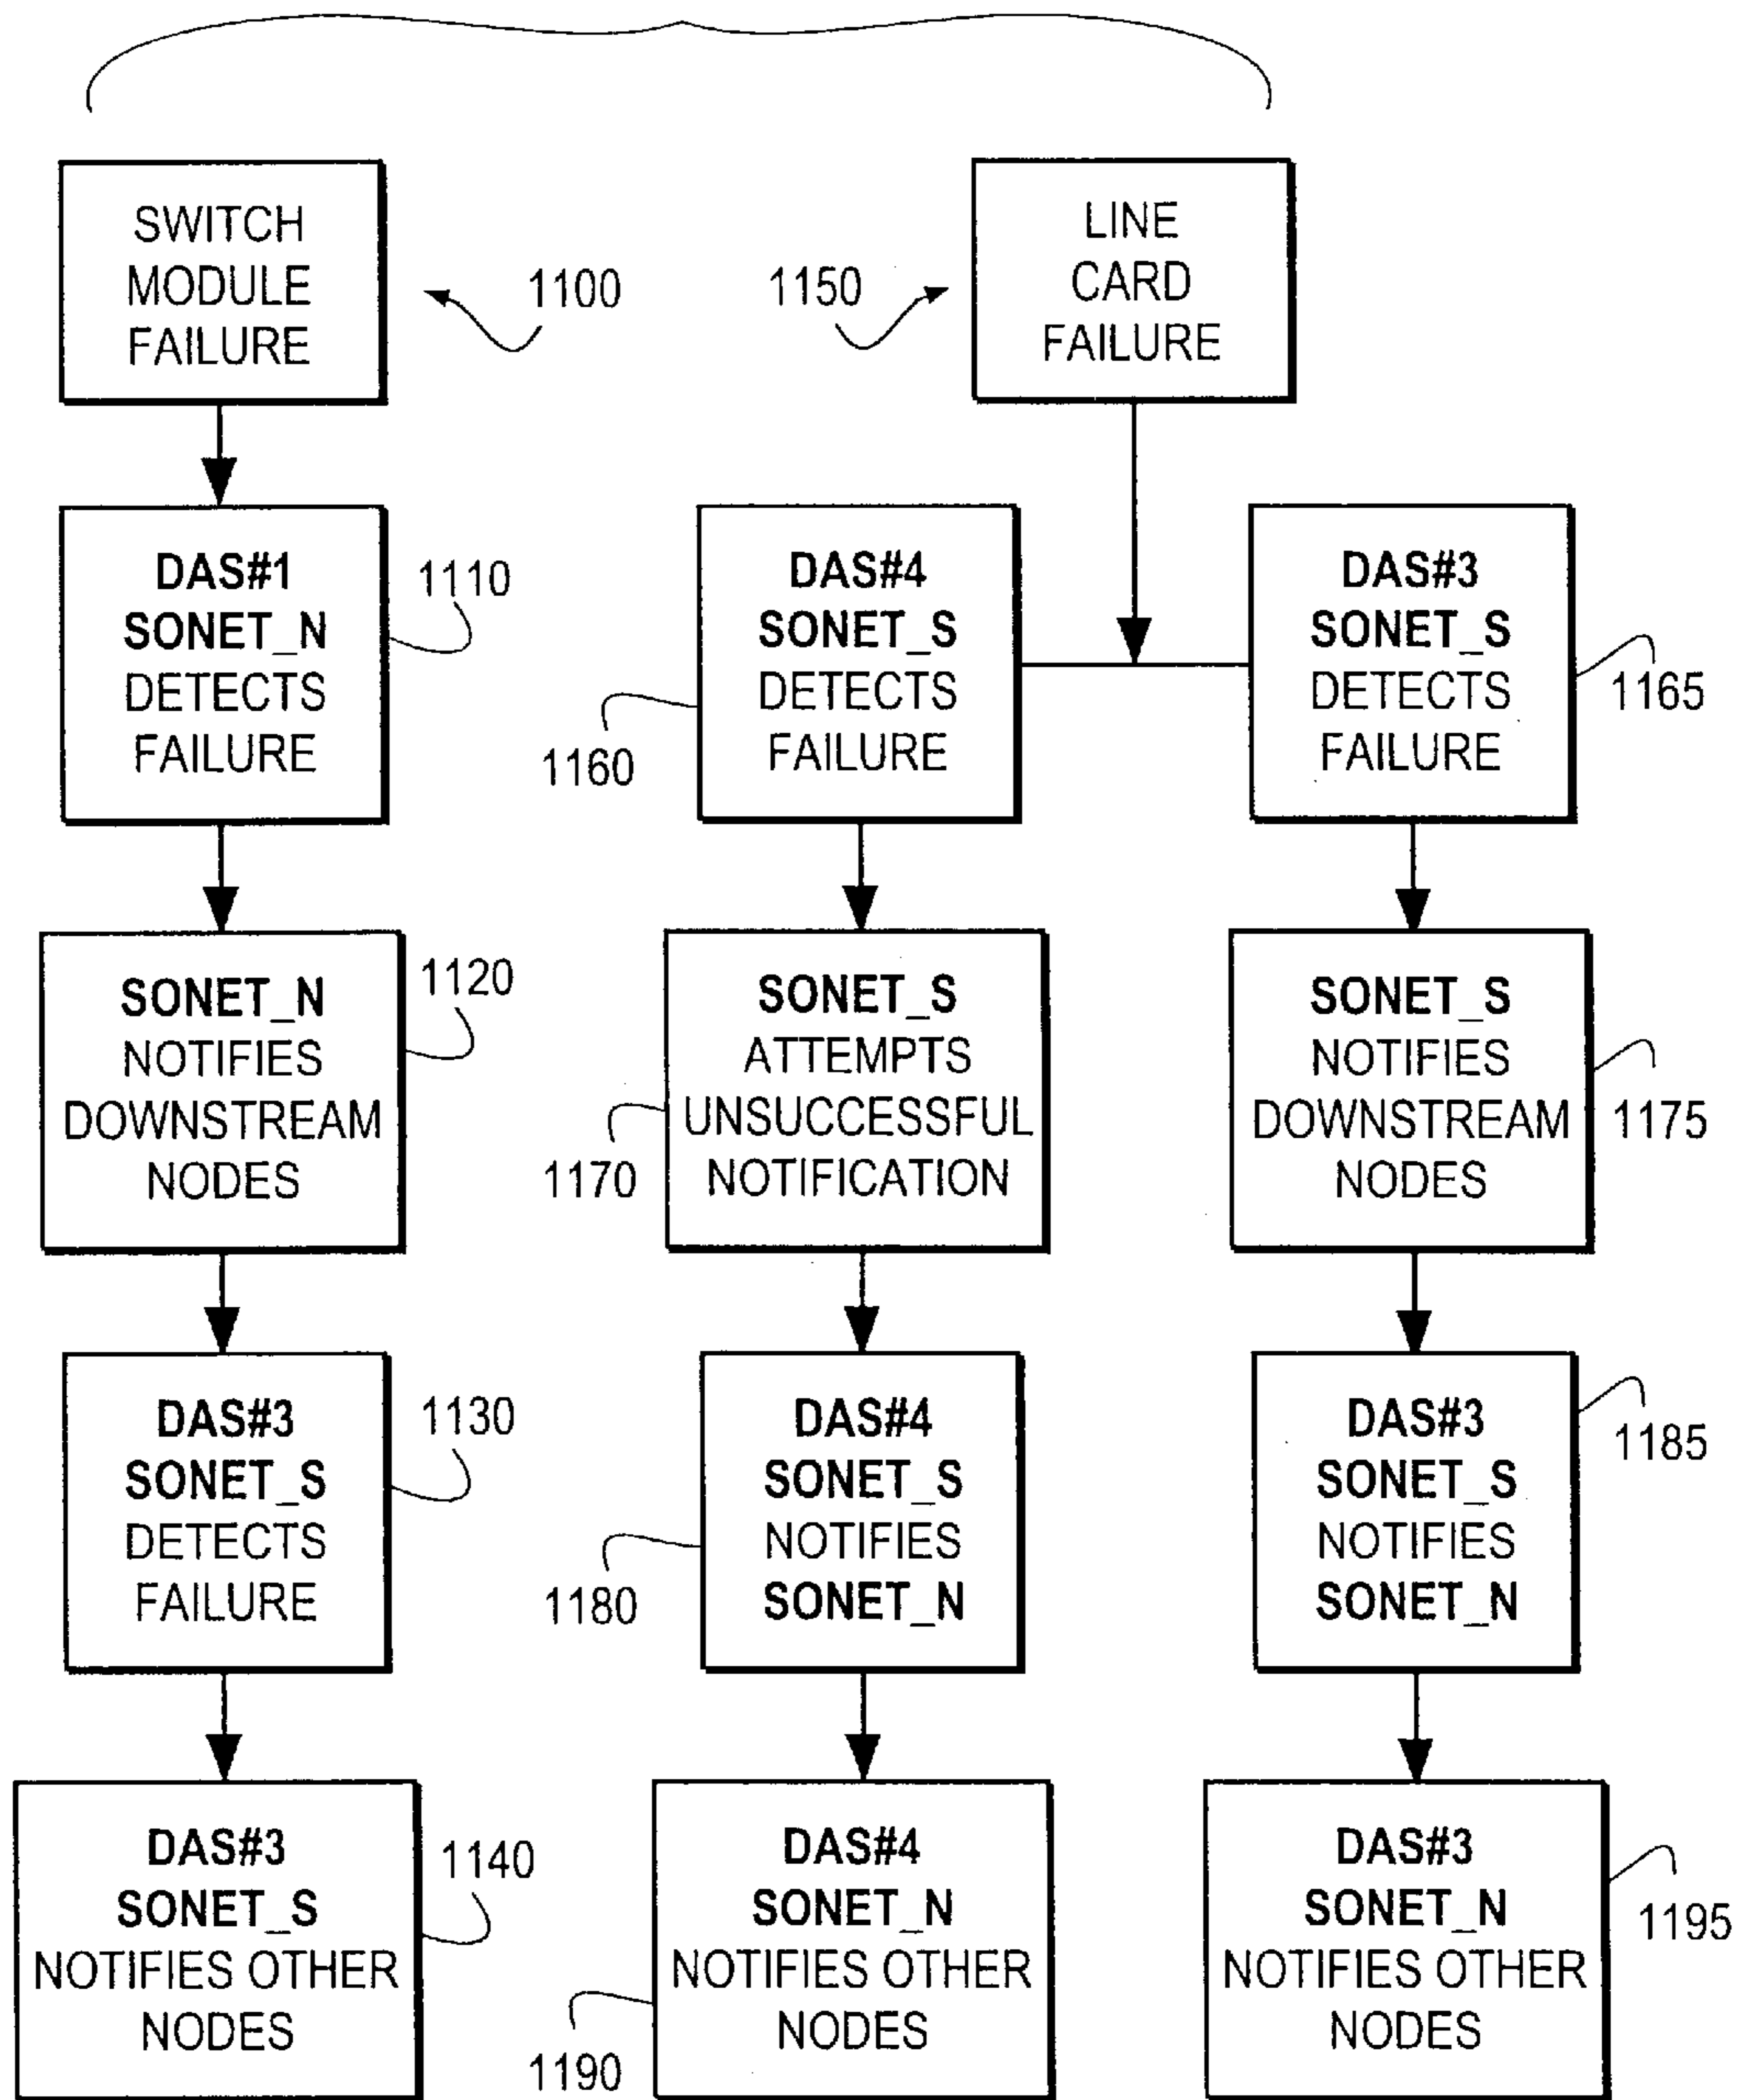 SWITCH
MODULE
FAILURE
1100
1150
LINE
CARD
FAILURE
DAS#1
SONET_N
DETECTS
FAILURE
1110
DAS#4
SONET_S
DETECTS
FAILURE
1160
DAS#3
SONET_S
DETECTS
FAILURE
1165
SONET_N
NOTIFIES
DOWNSTREAM
NODES
1120
SONET_S
ATTEMPTS
UNSUCCESSFUL
NOTIFICATION
1170
SONET_S
NOTIFIES
DOWNSTREAM
NODES
1175
DAS#3
SONET_S
DETECTS
FAILURE
1130
DAS#4
SONET_S
NOTIFIES
SONET_N
1180
DAS#3
SONET_S
NOTIFIES
SONET_N
1185
DAS#3
SONET_S
NOTIFIES OTHER
NODES
1140
DAS#4
SONET_N
NOTIFIES OTHER
NODES
1190
DAS#3
SONET_N
NOTIFIES OTHER
NODES
1195